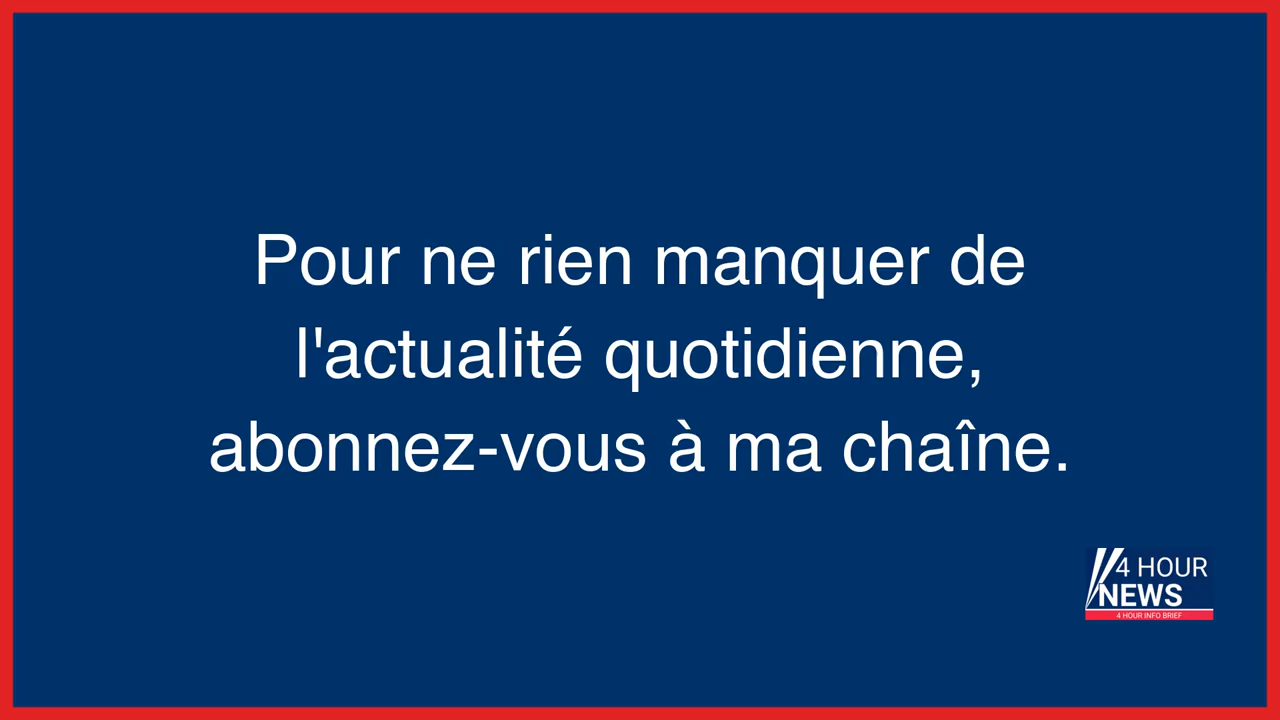 Pour ne rien manquer de
l'actualité quotidienne,
abonnez-vous à ma chaîne.
4 HOUR
NEWS
4 HOUR INFO BRIEF